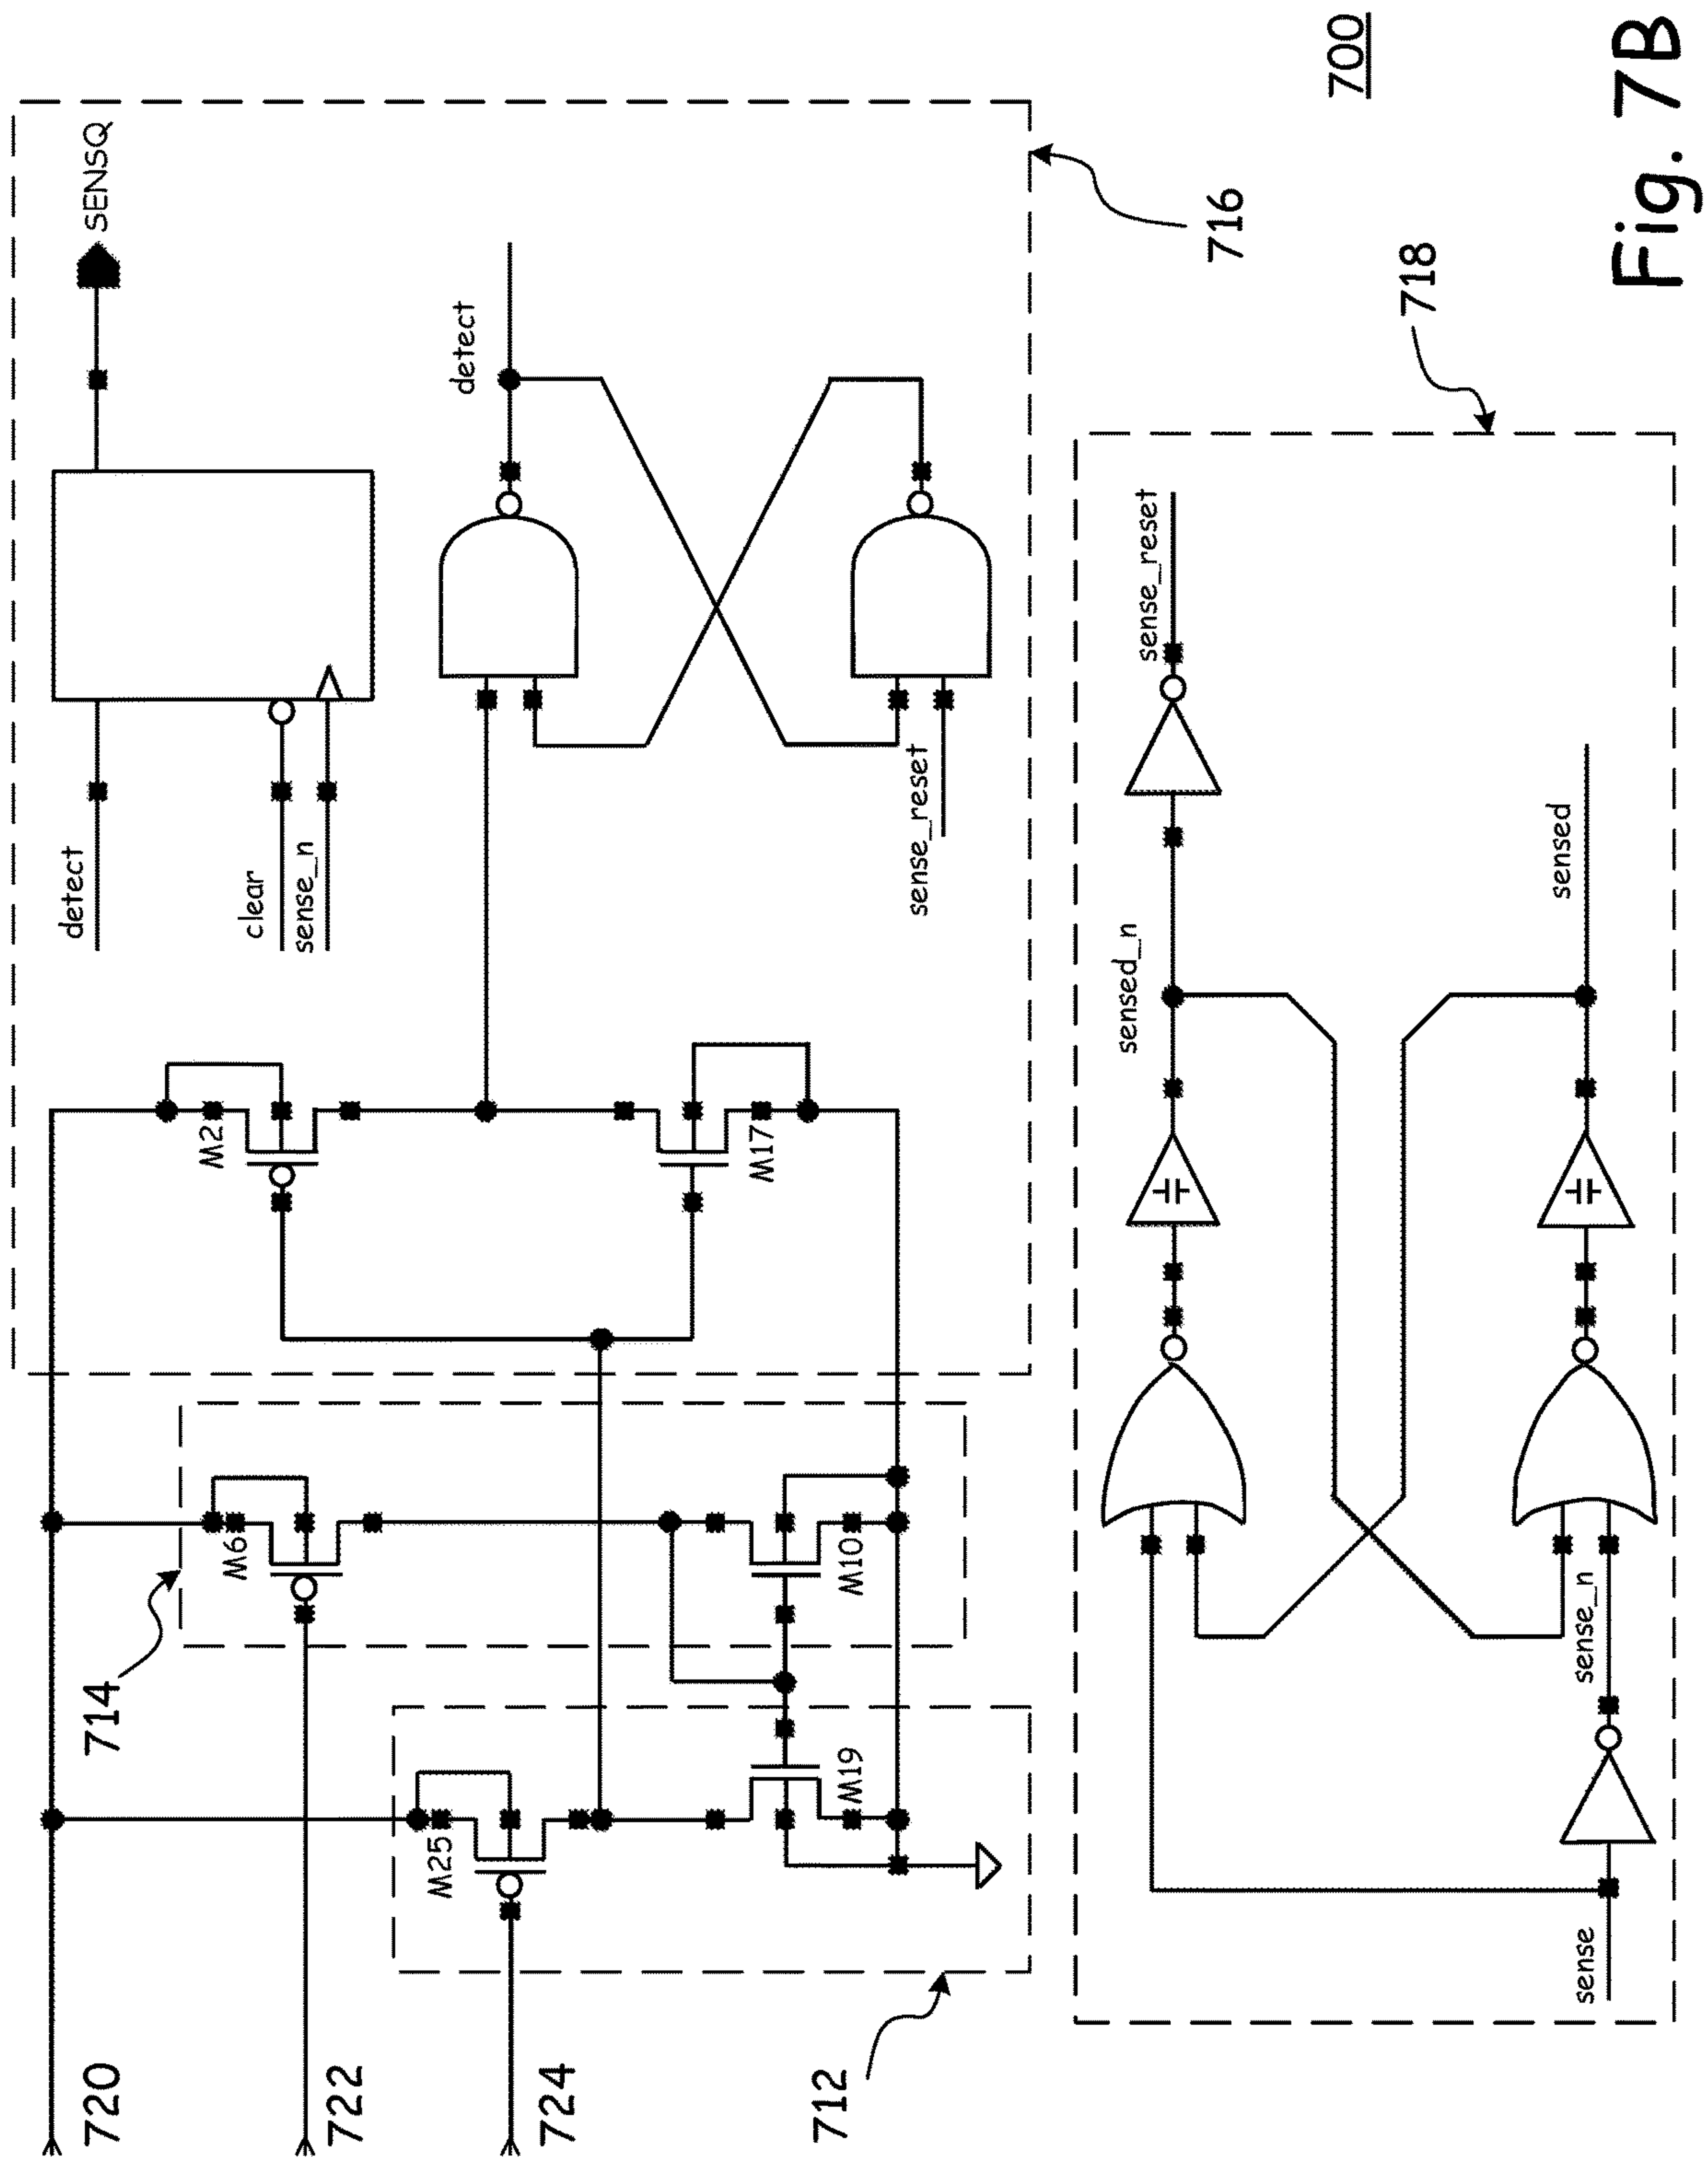 720
722
724
712
714
M25
M19
M6
M10
M2
M17
detect
clear
sense_n
SENSQ
detect
sense_reset
716
sense
sense_n
sensed_n
sensed
sense_reset
718
700
Fig. 7B